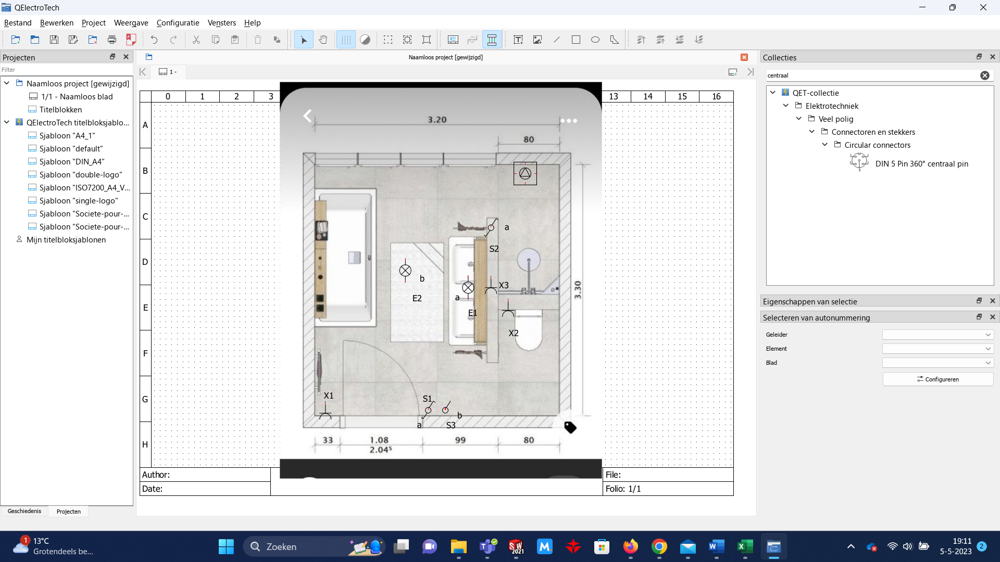 QElectroTech
Bestand Bewerken Project Weergave Configuratie Vensters Help
Projecten
Naamloos project [gewijzigd]
Collecties
Filter
1 -
centraal
Naamloos project [gewijzigd]
1/1 - Naamloos blad
Titelblokken
QElectroTech titelbloksjablo...
Sjabloon "A4_1"
Sjabloon "default"
Sjabloon "DIN_A4"
Sjabloon "double-logo"
Sjabloon "ISO7200_A4_V...
Sjabloon "single-logo"
Sjabloon "Societe-pour-...
Sjabloon "Societe-pour-...
Mijn titelbloksjablonen
Geschiedenis Projecten
0 1 2 3 13 14 15 16
A
B
C
D
E
F
G
H
3.20
80
a
S2
b
X3
3.30
E2
a
E1
X2
X1
S1
b
a
S3
33 1.08 99 80
2.04⁵
Author:
Date:
File:
Folio: 1/1
QET-collectie
Elektrotechniek
Veel polig
Connectoren en stekkers
Circular connectors
DIN 5 Pin 360° centraal pin
Eigenschappen van selectie
Selecteren van autonummering
Geleider
Element
Blad
Configureren
1
13°C
Grotendeels be...
Zoeken
SW
2021
19:11
5-5-2023
2